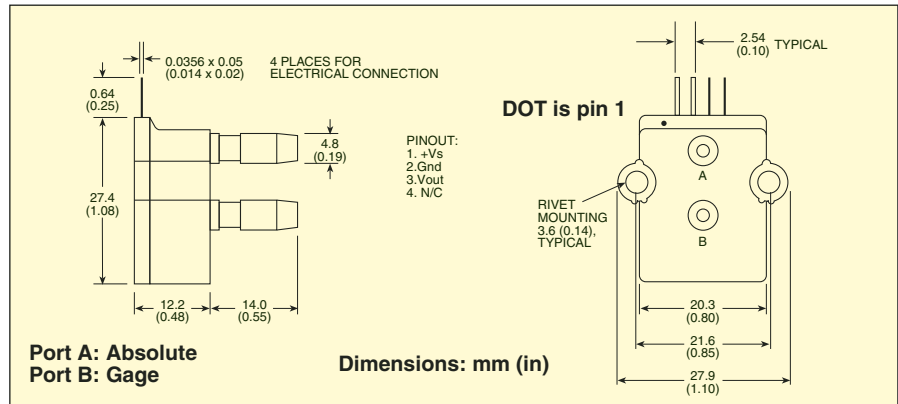 0.0356 x 0.05
(0.014 x 0.02)
4 PLACES FOR
ELECTRICAL CONNECTION
0.64
(0.25)
27.4
(1.08)
4.8
(0.19)
12.2
(0.48)
14.0
(0.55)
PINOUT:
1. +Vs
2.Gnd
3.Vout
4. N/C
Port A: Absolute
Port B: Gage
Dimensions: mm (in)
2.54
(0.10)
TYPICAL
DOT is pin 1
A
B
RIVET
MOUNTING
3.6 (0.14),
TYPICAL
20.3
(0.80)
21.6
(0.85)
27.9
(1.10)